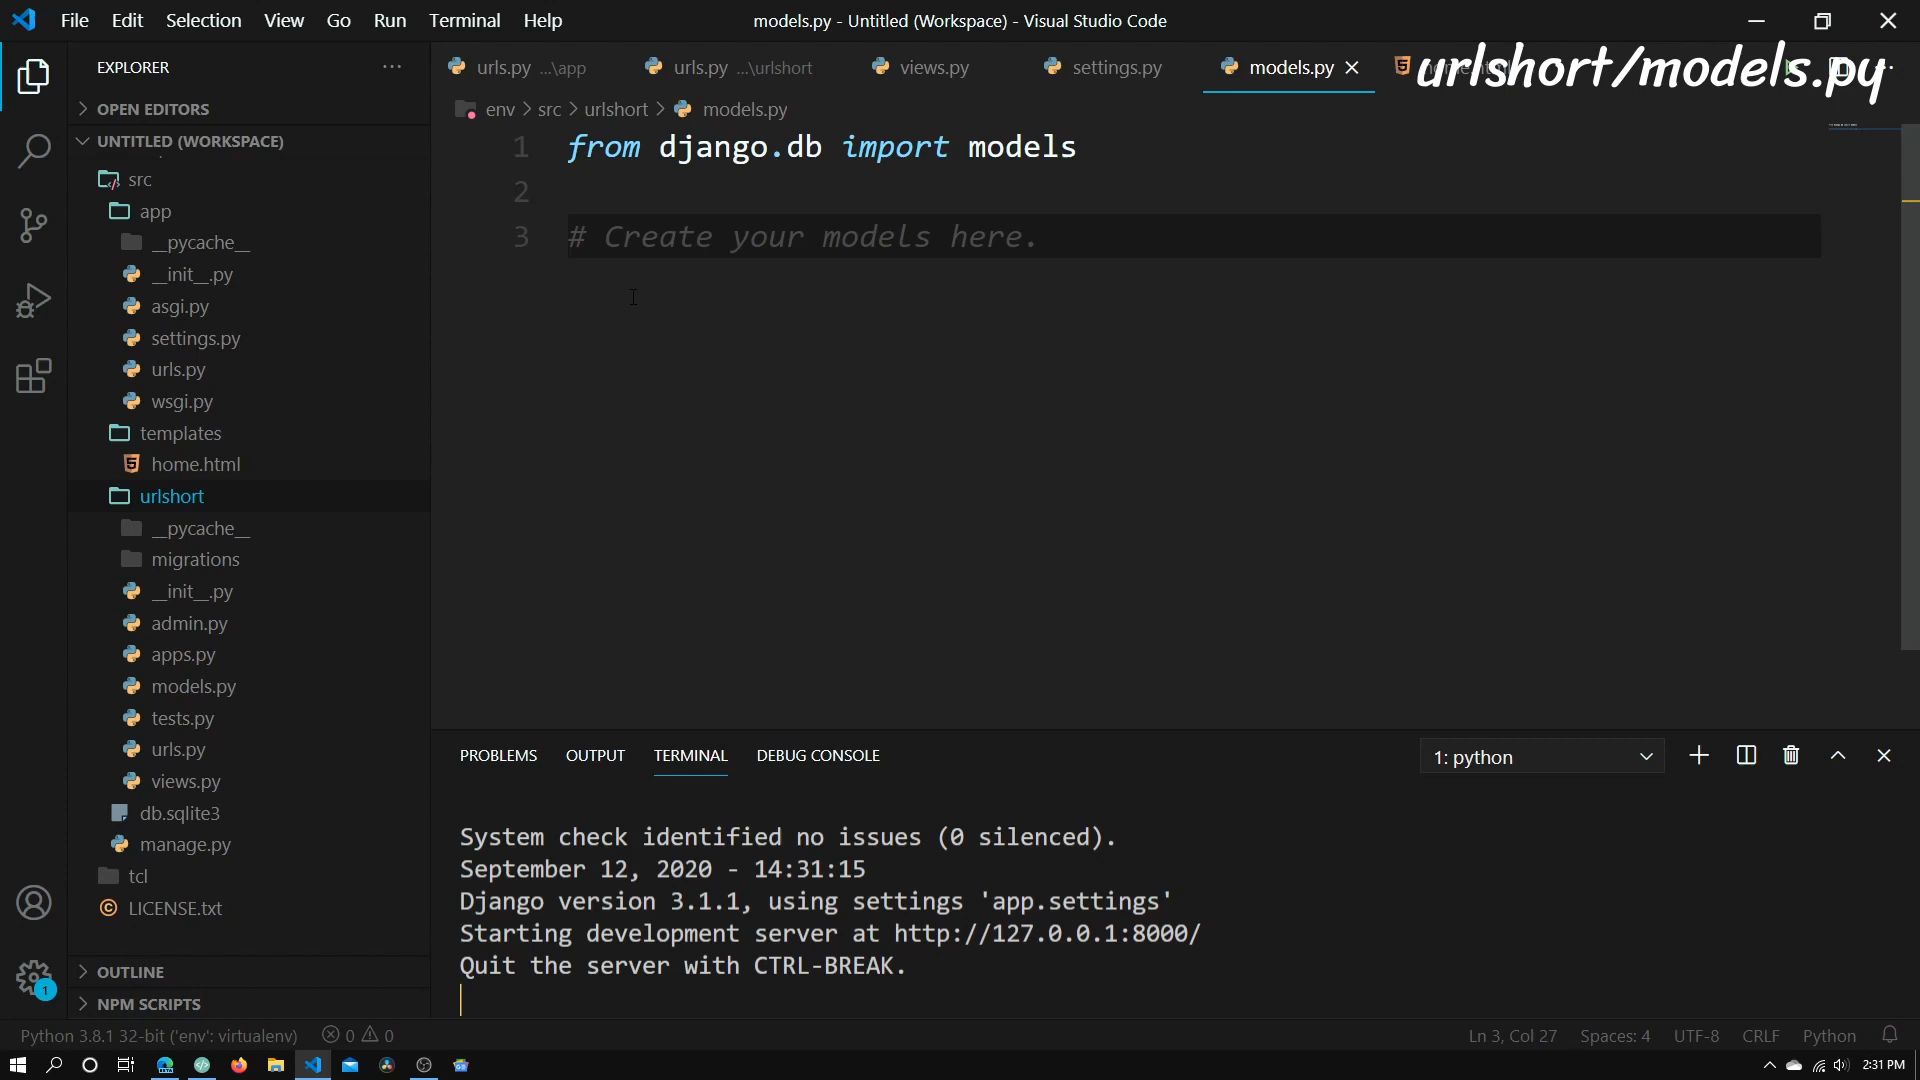 File Edit Selection View Go Run Terminal Help
models.py - Untitled (Workspace) - Visual Studio Code
EXPLORER
urls.py ...\app
urls.py ...\urlshort
views.py
settings.py
models.py
urlshort/models.py
OPEN EDITORS
env > src > urlshort > models.py
UNTITLED (WORKSPACE)
src
app
__pycache__
__init__.py
asgi.py
settings.py
urls.py
wsgi.py
templates
home.html
urlshort
__pycache__
migrations
__init__.py
admin.py
apps.py
models.py
tests.py
urls.py
views.py
db.sqlite3
manage.py
tcl
LICENSE.txt
OUTLINE
NPM SCRIPTS
1 from django.db import models
2
3 # Create your models here.
PROBLEMS OUTPUT TERMINAL DEBUG CONSOLE
1: python
System check identified no issues (0 silenced).
September 12, 2020 - 14:31:15
Django version 3.1.1, using settings 'app.settings'
Starting development server at http://127.0.0.1:8000/
Quit the server with CTRL-BREAK.
1
Python 3.8.1 32-bit ('env': virtualenv) 0 0
Ln 3, Col 27 Spaces: 4 UTF-8 CRLF Python
2:31 PM